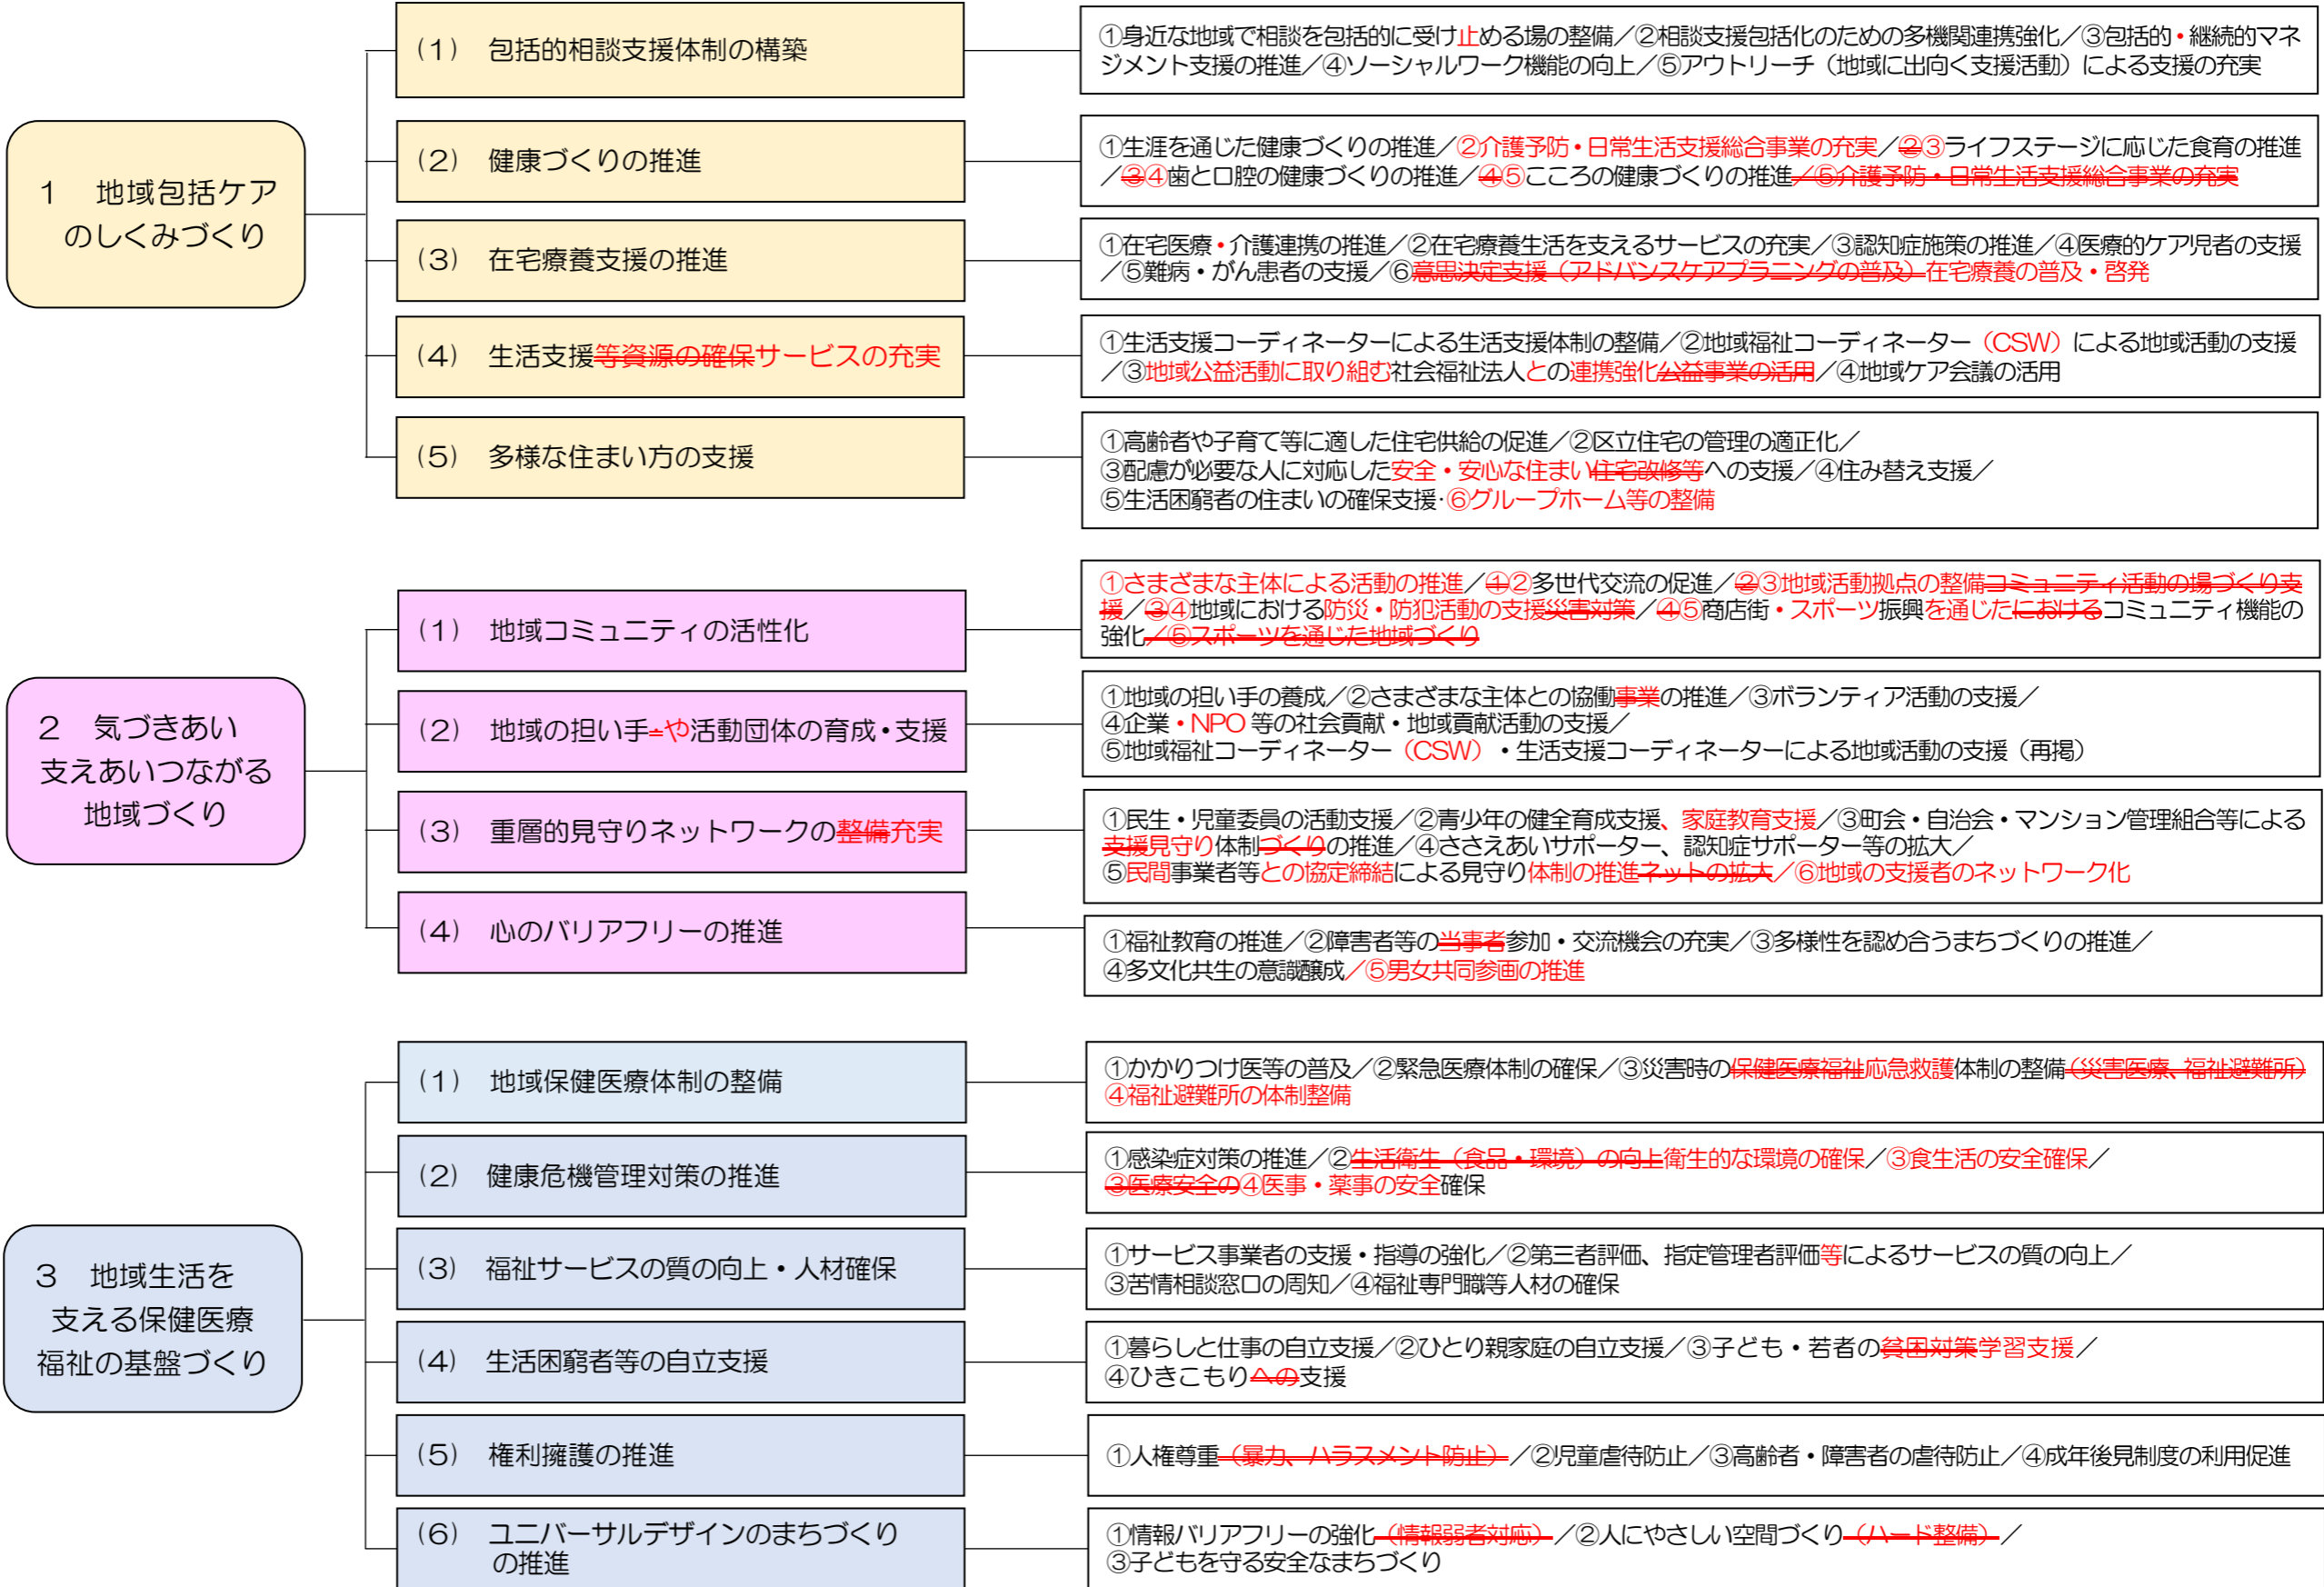 1　地域包括ケア
のしくみづくり
(1)　包括的相談支援体制の構築
①身近な地域で相談を包括的に受け止める場の整備／②相談支援包括化のための多機関連携強化／③包括的・継続的マネ
ジメント支援の推進／④ソーシャルワーク機能の向上／⑤アウトリーチ（地域に出向く支援活動）による支援の充実
(2)　健康づくりの推進
①生涯を通じた健康づくりの推進／②介護予防・日常生活支援総合事業の充実／②③ライフステージに応じた食育の推進
／③④歯と口腔の健康づくりの推進／④⑤こころの健康づくりの推進／⑤介護予防・日常生活支援総合事業の充実
(3)　在宅療養支援の推進
①在宅医療・介護連携の推進／②在宅療養生活を支えるサービスの充実／③認知症施策の推進／④医療的ケア児者の支援
／⑤難病・がん患者の支援／⑥意思決定支援（アドバンスケアプラニングの普及）在宅療養の普及・啓発
(4)　生活支援等資源の確保サービスの充実
①生活支援コーディネーターによる生活支援体制の整備／②地域福祉コーディネーター（CSW）による地域活動の支援
／③地域公益活動に取り組む社会福祉法人との連携強化公益事業の活用／④地域ケア会議の活用
(5)　多様な住まい方の支援
①高齢者や子育て等に適した住宅供給の促進／②区立住宅の管理の適正化／
③配慮が必要な人に対応した安全・安心な住まい住宅改修等への支援／④住み替え支援／
⑤生活困窮者の住まいの確保支援・⑥グループホーム等の整備
2　気づきあい
支えあいつながる
地域づくり
(1)　地域コミュニティの活性化
①さまざまな主体による活動の推進／①②多世代交流の促進／②③地域活動拠点の整備コミュニティ活動の場づくり支
援／③④地域における防災・防犯活動の支援災害対策／④⑤商店街・スポーツ振興を通じたにおけるコミュニティ機能の
強化／⑤スポーツを通じた地域づくり
(2)　地域の担い手・や活動団体の育成・支援
①地域の担い手の養成／②さまざまな主体との協働事業の推進／③ボランティア活動の支援／
④企業・NPO 等の社会貢献・地域貢献活動の支援／
⑤地域福祉コーディネーター（CSW）・生活支援コーディネーターによる地域活動の支援（再掲）
(3)　重層的見守りネットワークの整備充実
①民生・児童委員の活動支援／②青少年の健全育成支援、家庭教育支援／③町会・自治会・マンション管理組合等による
支援見守り体制づくりの推進／④ささえあいサポーター、認知症サポーター等の拡大／
⑤民間事業者等との協定締結による見守り体制の推進ネットの拡大／⑥地域の支援者のネットワーク化
(4)　心のバリアフリーの推進
①福祉教育の推進／②障害者等の当事者参加・交流機会の充実／③多様性を認め合うまちづくりの推進／
④多文化共生の意識醸成／⑤男女共同参画の推進
3　地域生活を
支える保健医療
福祉の基盤づくり
(1)　地域保健医療体制の整備
①かかりつけ医等の普及／②緊急医療体制の確保／③災害時の保健医療福祉応急救護体制の整備（災害医療、福祉避難所）
④福祉避難所の体制整備
(2)　健康危機管理対策の推進
①感染症対策の推進／②生活衛生（食品・環境）の向上衛生的な環境の確保／③食生活の安全確保／
③医療安全の④医事・薬事の安全確保
(3)　福祉サービスの質の向上・人材確保
①サービス事業者の支援・指導の強化／②第三者評価、指定管理者評価等によるサービスの質の向上／
③苦情相談窓口の周知／④福祉専門職等人材の確保
(4)　生活困窮者等の自立支援
①暮らしと仕事の自立支援／②ひとり親家庭の自立支援／③子ども・若者の貧困対策学習支援／
④ひきこもりへの支援
(5)　権利擁護の推進
①人権尊重（暴力、ハラスメント防止）／②児童虐待防止／③高齢者・障害者の虐待防止／④成年後見制度の利用促進
(6)　ユニバーサルデザインのまちづくり
の推進
①情報バリアフリーの強化（情報弱者対応）／②人にやさしい空間づくり（ハード整備）／
③子どもを守る安全なまちづくり